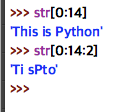 >>> str[0:14]
'This is Python'
>>> str[0:14:2]
'Ti sPto'
>>>